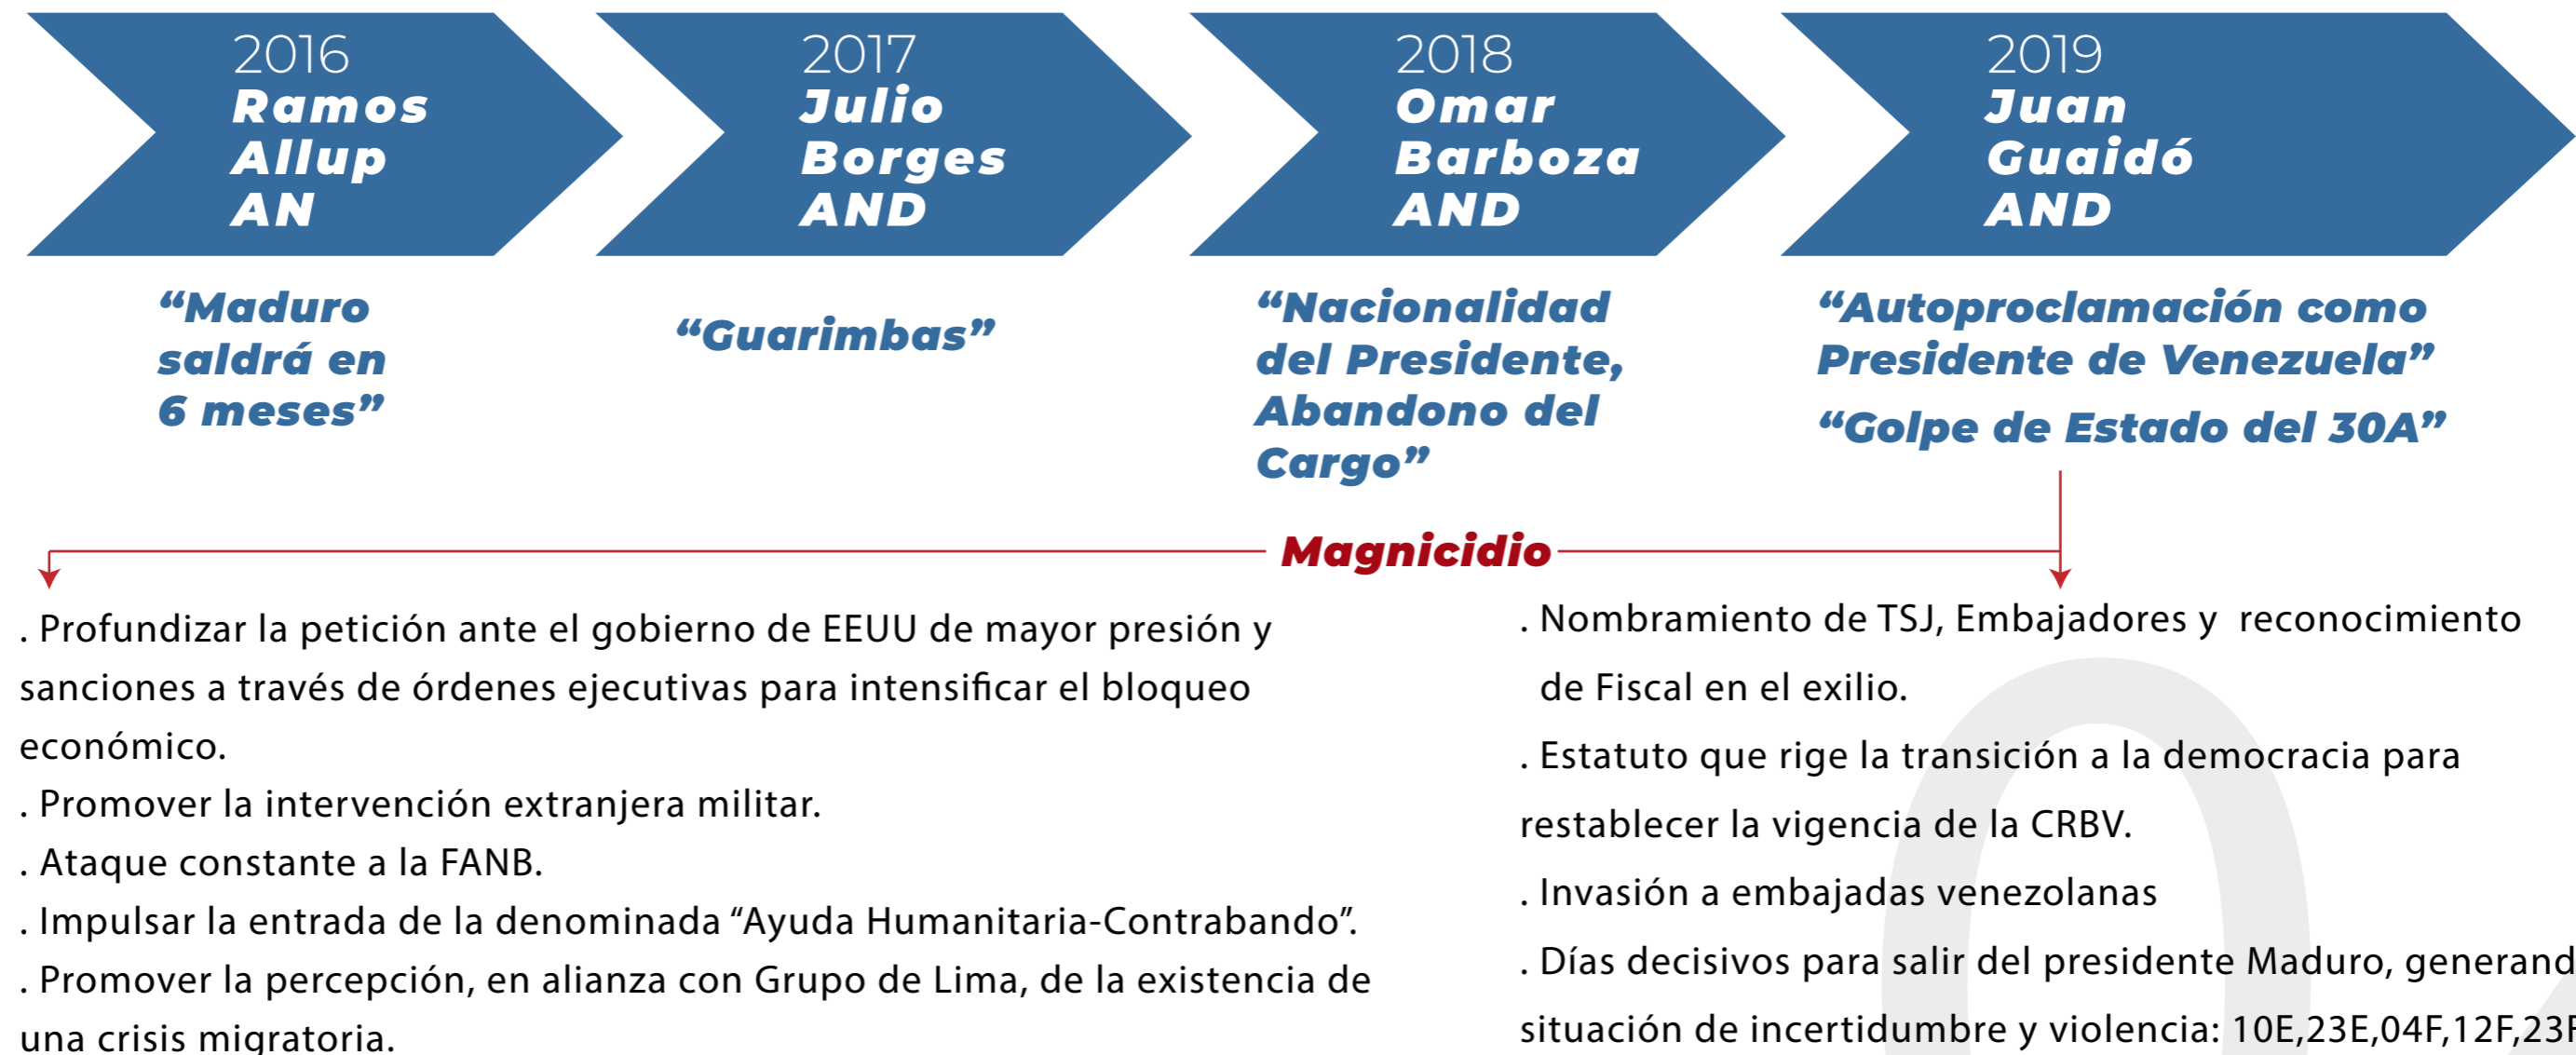 2016
Ramos
Allup
AN
2017
Julio
Borges
AND
2018
Omar
Barboza
AND
2019
Juan
Guaidó
AND
“Maduro
saldrá en
6 meses”
“Guarimbas”
“Nacionalidad
del Presidente,
Abandono del
Cargo”
“Autoproclamación como
Presidente de Venezuela”
“Golpe de Estado del 30A”
Magnicidio
. Profundizar la petición ante el gobierno de EEUU de mayor presión y
sanciones a través de órdenes ejecutivas para intensificar el bloqueo
económico.
. Promover la intervención extranjera militar.
. Ataque constante a la FANB.
. Impulsar la entrada de la denominada “Ayuda Humanitaria-Contrabando”.
. Promover la percepción, en alianza con Grupo de Lima, de la existencia de
una crisis migratoria.
. Nombramiento de TSJ, Embajadores y reconocimiento
de Fiscal en el exilio.
. Estatuto que rige la transición a la democracia para
restablecer la vigencia de la CRBV.
. Invasión a embajadas venezolanas
. Días decisivos para salir del presidente Maduro, generand
situación de incertidumbre y violencia: 10E,23E,04F,12F,23F